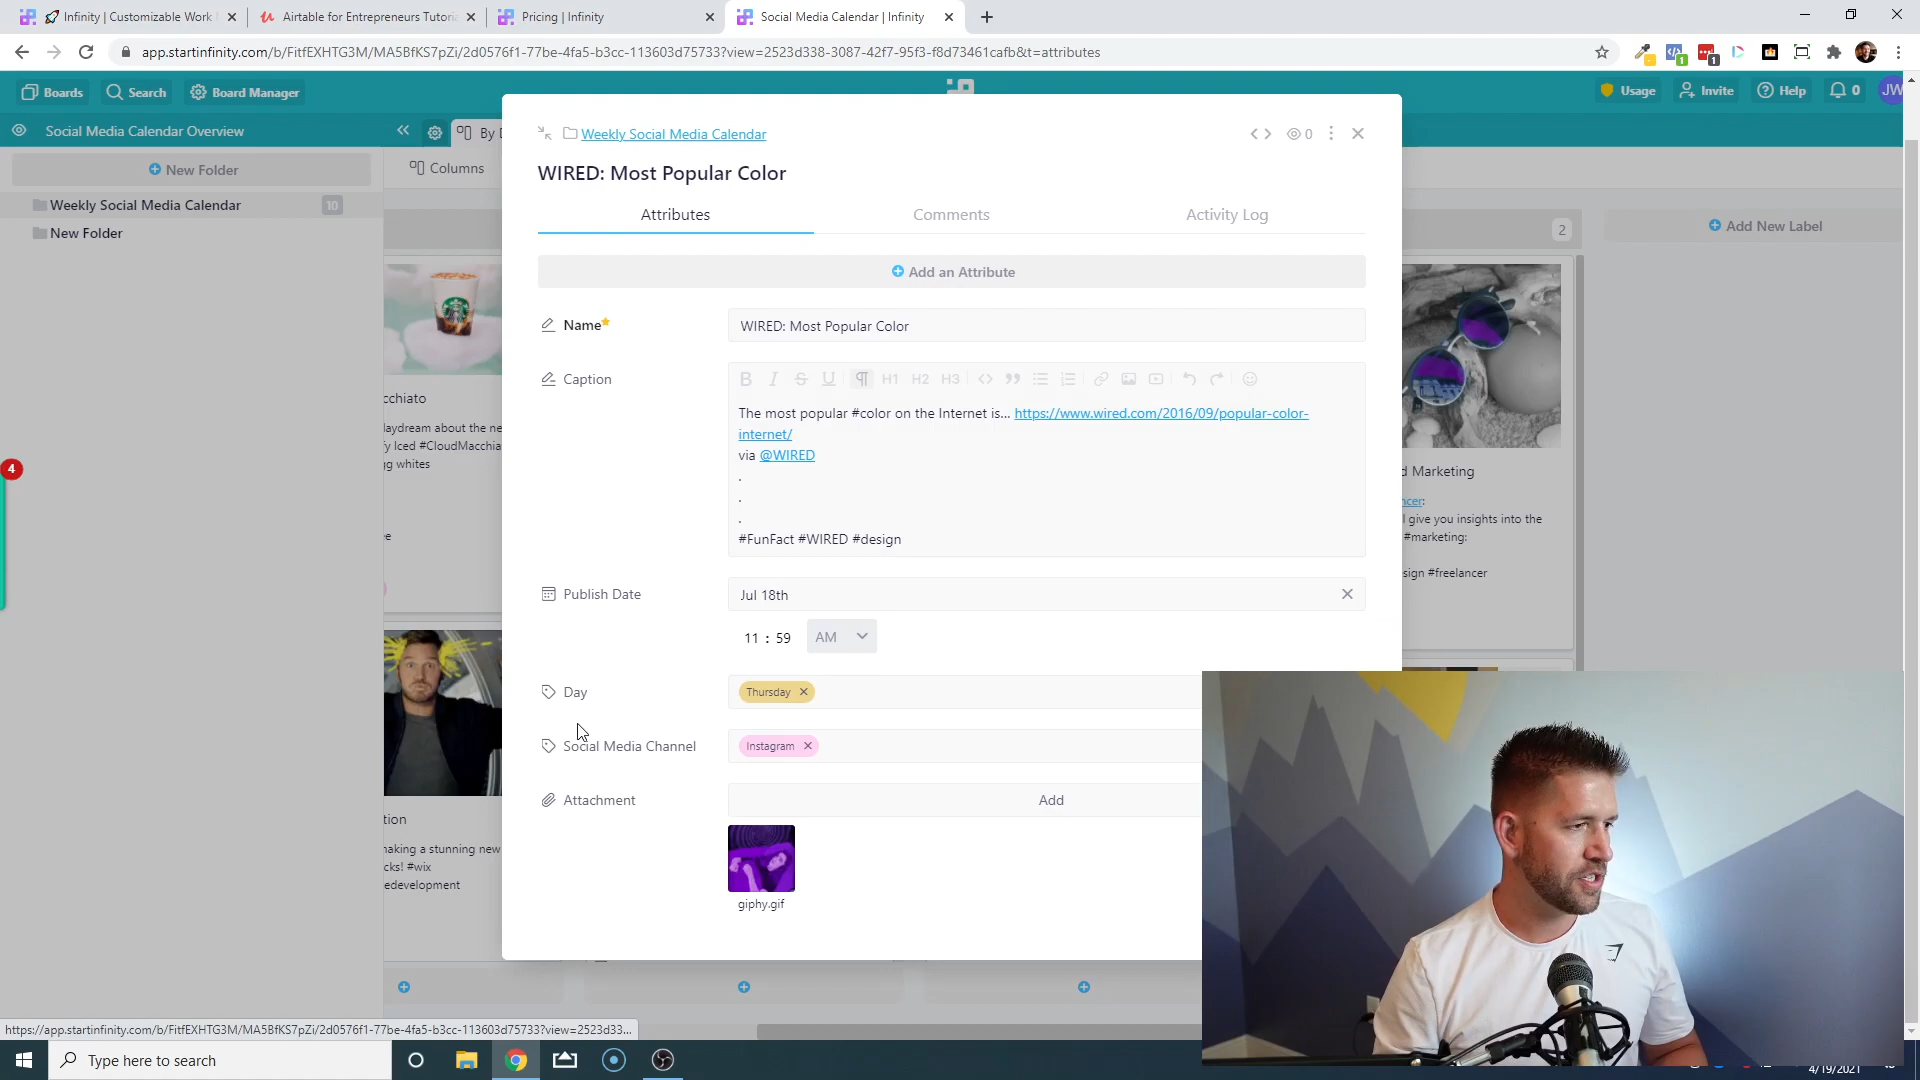 Infinity | Customizable Work
Airtable for Entrepreneurs Tutori
Pricing | Infinity
Social Media Calendar | Infinity
app.startinfinity.com/b/FitfEXHTG3M/MA5BfKS7pZi/2d0576f1-77be-4fa5-b3cc-113603d75733?view=2523d338-3087-42f7-95f3-f8d73461cafb&t=attributes
1
1
Boards
Search
Board Manager
Usage
Invite
Help
0
JW
Social Media Calendar Overview
By D
New Folder
Columns
Weekly Social Media Calendar
10
New Folder
Weekly Social Media Calendar
0
WIRED: Most Popular Color
Attributes
Comments
Activity Log
Add an Attribute
Name
WIRED: Most Popular Color
Caption
B I S U ¶ H1 H2 H3
The most popular #color on the Internet is... https://www.wired.com/2016/09/popular-color-
internet/
via @WIRED
.
.
.
#FunFact #WIRED #design
Publish Date
Jul 18th
11 : 59
AM
Day
Thursday
Social Media Channel
Instagram
Attachment
Add
giphy.gif
chiato
daydream about the ne
y Iced #CloudMacchia
g whites
e
4
tion
naking a stunning new
cks! #wix
edevelopment
2
Add New Label
d Marketing
ncer:
l give you insights into the
#marketing:
sign #freelancer
https://app.startinfinity.com/b/FitfEXHTG3M/MA5BfKS7pZi/2d0576f1-77be-4fa5-b3cc-113603d75733?view=2523d33...
Type here to search
4/19/2021